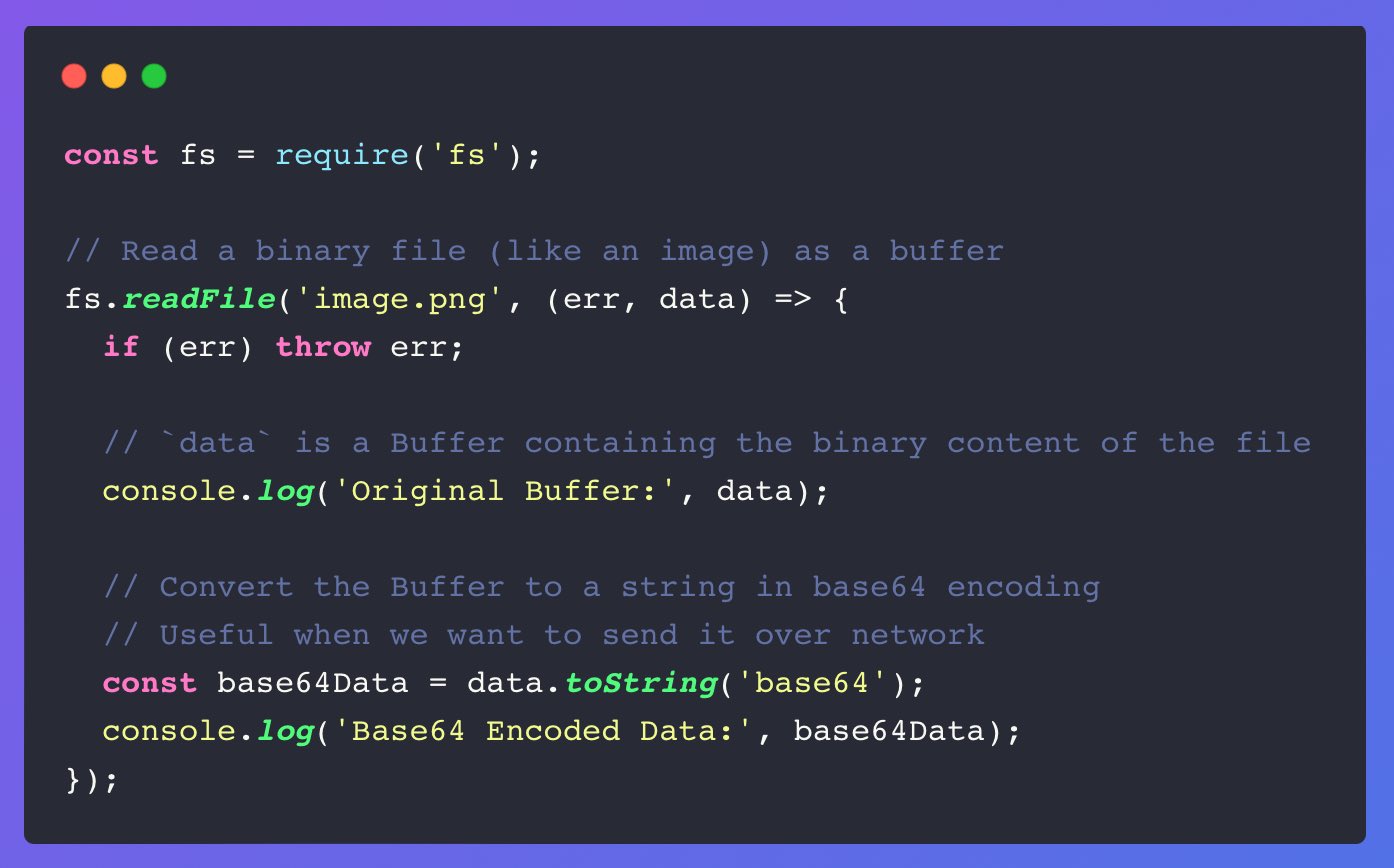 const fs = require('fs');
// Read a binary file (like an image) as a buffer
fs.readFile('image.png', (err, data) => {
if (err) throw err;
// `data` is a Buffer containing the binary content of the file
console.log('Original Buffer:', data);
// Convert the Buffer to a string in base64 encoding
// Useful when we want to send it over network
const base64Data = data.toString('base64');
console.log('Base64 Encoded Data:', base64Data);
});